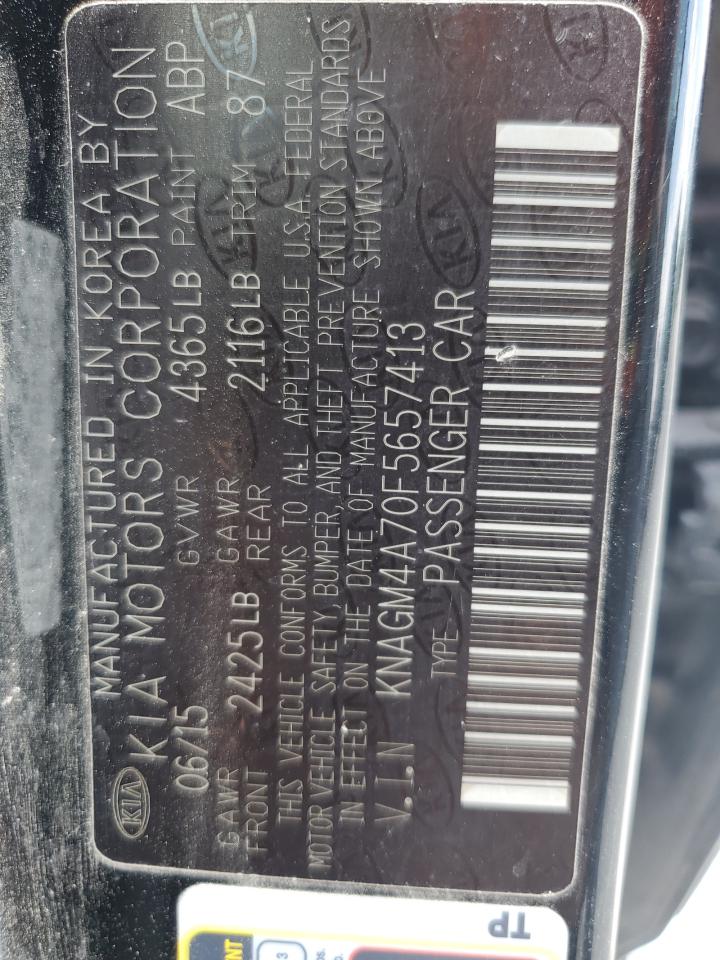 MANUFACTURED IN KOREA BY
KIA KIA MOTORS CORPORATION
06/15 GVWR 4365LB PAINT ABP
GAWR FRONT 2425LB GAWR REAR 2116LB TRIM 87
THIS VEHICLE CONFORMS TO ALL APPLICABLE U.S.A. FEDERAL
MOTOR VEHICLE SAFETY, BUMPER, AND THEFT PREVENTION STANDARDS
IN EFFECT ON THE DATE OF MANUFACTURE SHOWN ABOVE
V.I.N KNAGM4A70F5657413
TYPE PASSENGER CAR
TP